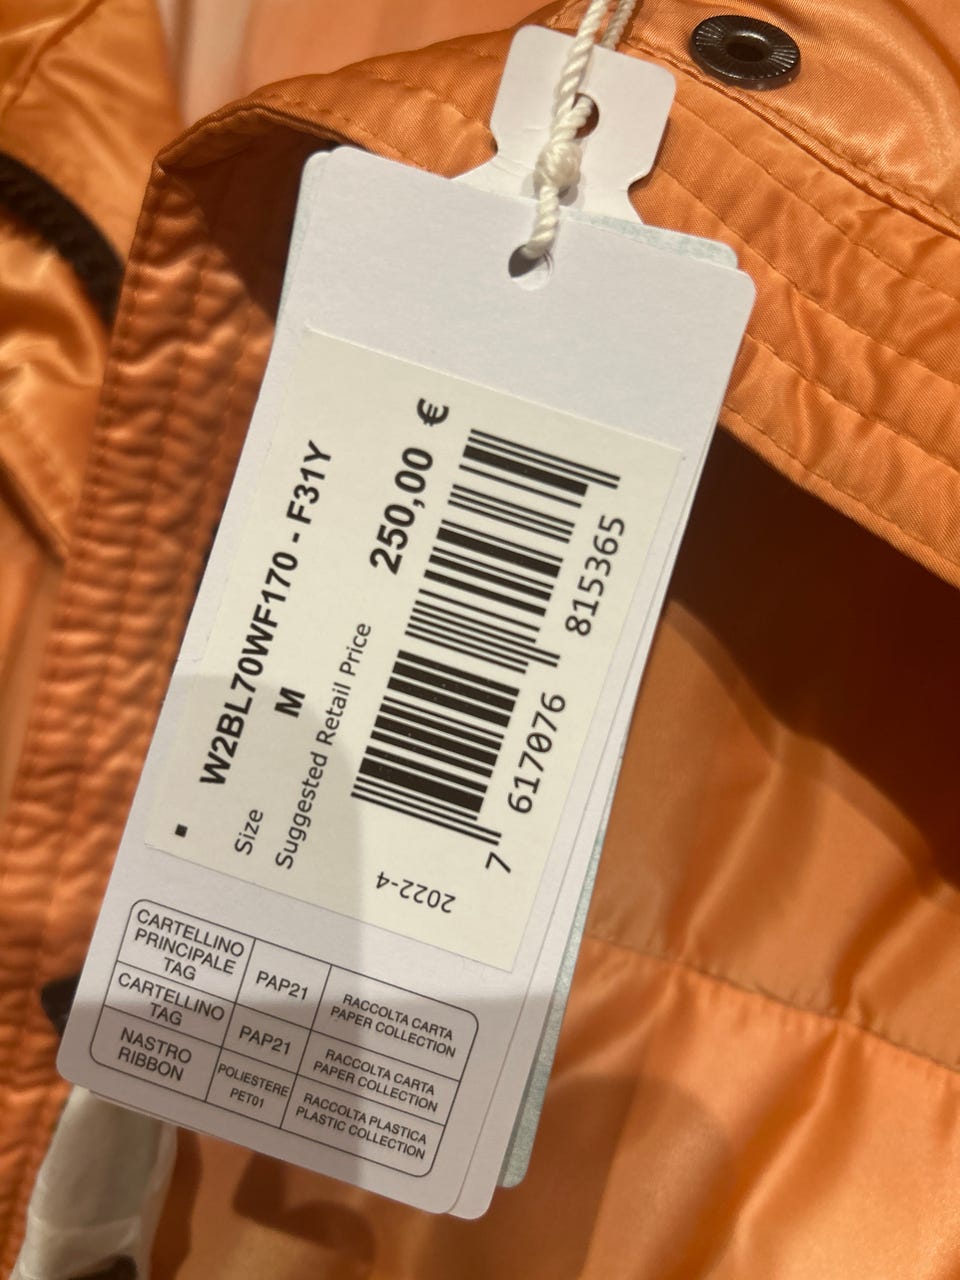 W2BL70WF170 - F31Y
Size M
Suggested Retail Price
250,00 €
7 617076 815365
2022-4
CARTELLINO PRINCIPALE TAG
PAP21
RACCOLTA CARTA PAPER COLLECTION
CARTELLINO TAG
PAP21
RACCOLTA CARTA PAPER COLLECTION
NASTRO RIBBON
POLIESTERE PET01
RACCOLTA PLASTICA PLASTIC COLLECTION